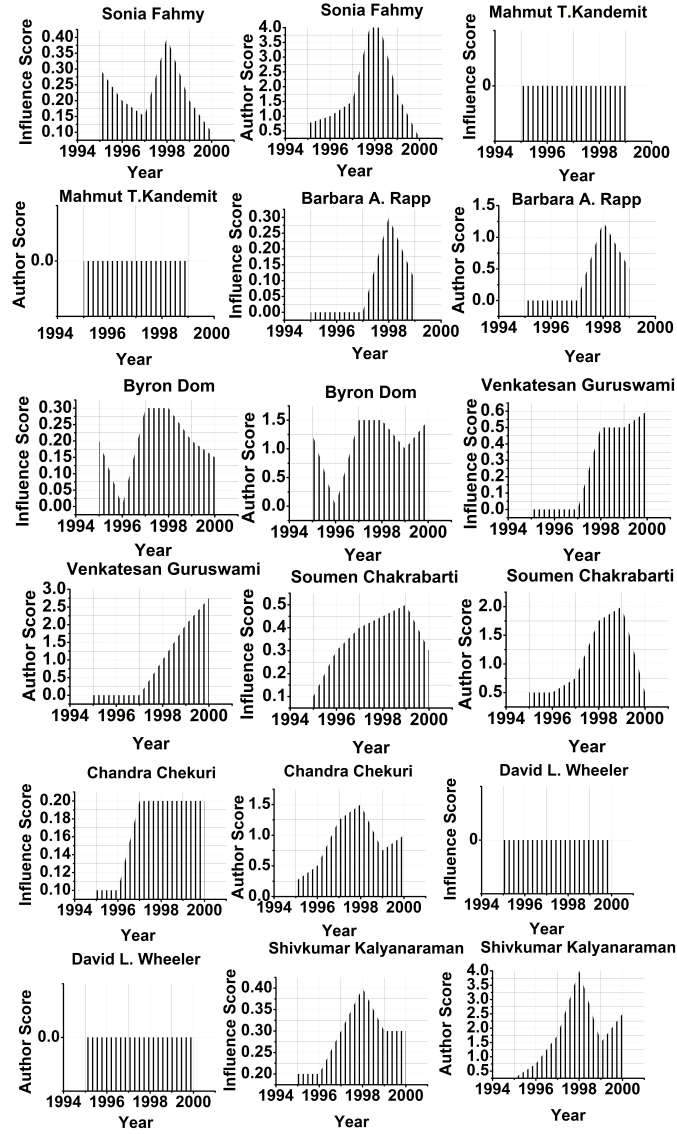 Sonia Fahmy
Influence Score
0.40
0.35
0.30
0.25
0.20
0.15
0.10
1994 1996 1998 2000
Year
Sonia Fahmy
Author Score
4.0
3.5
3.0
2.5
2.0
1.5
1.0
0.5
1994 1996 1998 2000
Year
Mahmut T.Kandemit
Influence Score
0
1994 1996 1998 2000
Year
Mahmut T.Kandemit
Author Score
0.0
1994 1996 1998 2000
Year
Barbara A. Rapp
Influence Score
0.30
0.25
0.20
0.15
0.10
0.05
0.00
1994 1996 1998 2000
Year
Barbara A. Rapp
Author Score
1.5
1.0
0.5
0.0
1994 1996 1998 2000
Year
Byron Dom
Influence Score
0.30
0.25
0.20
0.15
0.10
0.05
0.00
1994 1996 1998 2000
Year
Byron Dom
Author Score
1.5
1.0
0.5
0.0
1994 1996 1998 2000
Year
Venkatesan Guruswami
Influence Score
0.6
0.5
0.4
0.3
0.2
0.1
0.0
1994 1996 1998 2000
Year
Venkatesan Guruswami
Author Score
3.0
2.5
2.0
1.5
1.0
0.5
0.0
1994 1996 1998 2000
Year
Soumen Chakrabarti
Influence Score
0.5
0.4
0.3
0.2
0.1
1994 1996 1998 2000
Year
Soumen Chakrabarti
Author Score
2.0
1.5
1.0
0.5
1994 1996 1998 2000
Year
Chandra Chekuri
Influence Score
0.20
0.18
0.16
0.14
0.12
0.10
1994 1996 1998 2000
Year
Chandra Chekuri
Author Score
1.5
1.0
0.5
0.0
1994 1996 1998 2000
Year
David L. Wheeler
Influence Score
0
1994 1996 1998 2000
Year
David L. Wheeler
Author Score
0.0
1994 1996 1998 2000
Year
Shivkumar Kalyanaraman
Influence Score
0.40
0.35
0.30
0.25
0.20
1994 1996 1998 2000
Year
Shivkumar Kalyanaraman
Author Score
4.0
3.5
3.0
2.5
2.0
1.5
1.0
0.5
1994 1996 1998 2000
Year